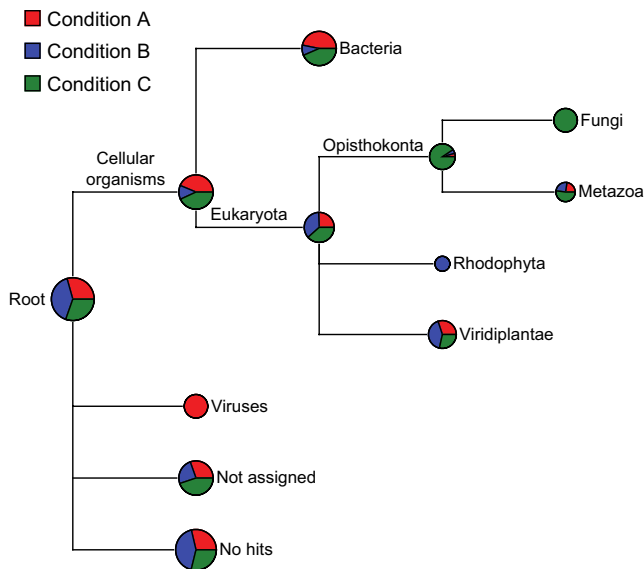 Condition A
Condition B
Condition C
Bacteria
Fungi
Opisthokonta
Cellular
organisms
Metazoa
Eukaryota
Rhodophyta
Root
Viridiplantae
Viruses
Not assigned
No hits